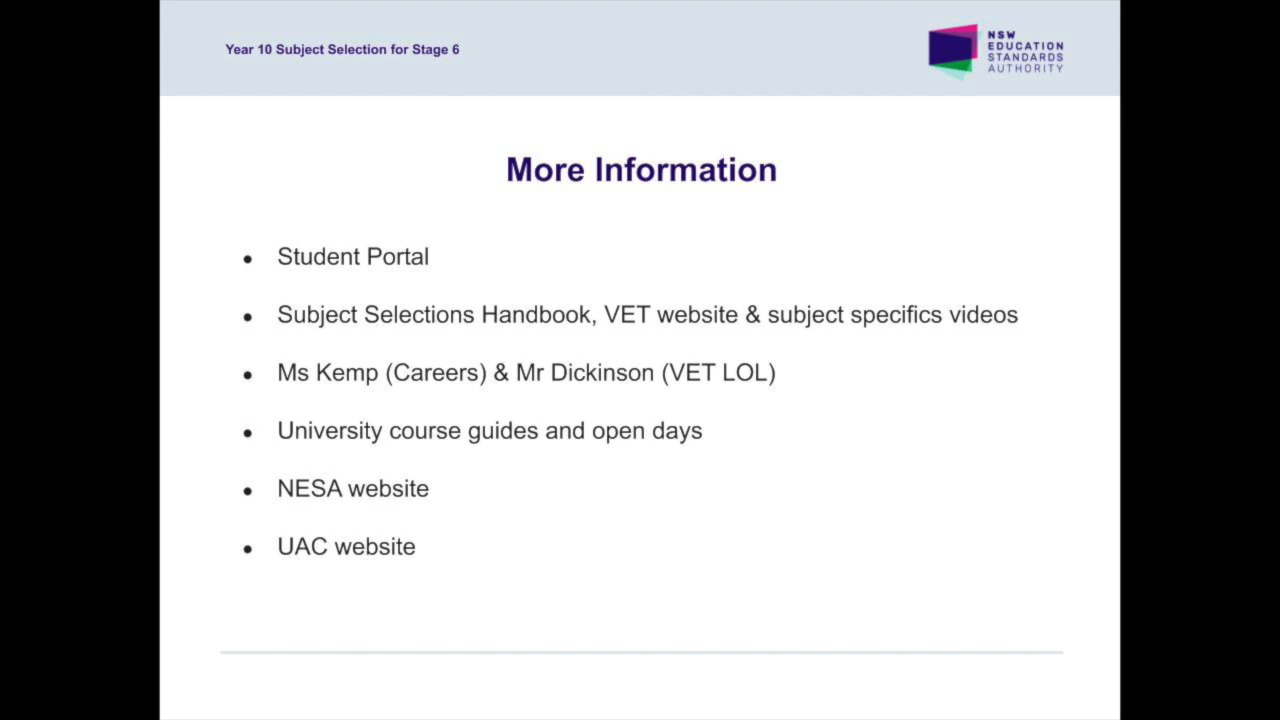 Year 10 Subject Selection for Stage 6
NSW
EDUCATION
STANDARDS
AUTHORITY
More Information
• Student Portal
• Subject Selections Handbook, VET website & subject specifics videos
• Ms Kemp (Careers) & Mr Dickinson (VET LOL)
• University course guides and open days
• NESA website
• UAC website